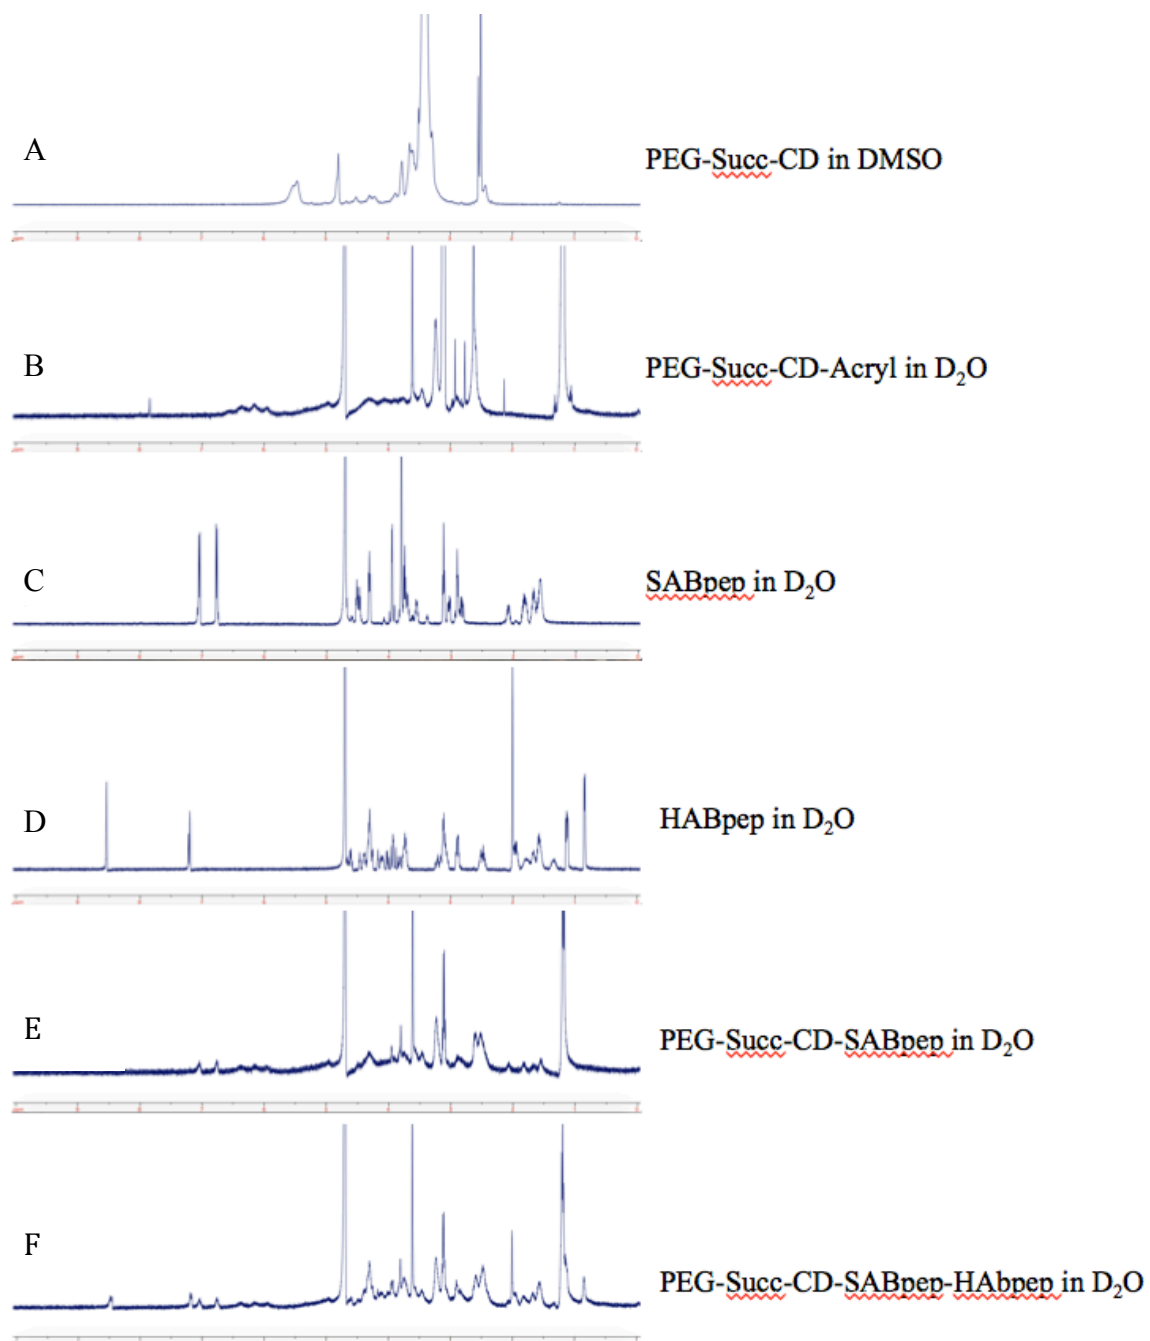 A
PEG-Succ-CD in DMSO
B
PEG-Succ-CD-Acryl in D₂O
C
SABpep in D₂O
D
HABpep in D₂O
E
PEG-Succ-CD-SABpep in D₂O
F
PEG-Succ-CD-SABpep-HAbpep in D₂O